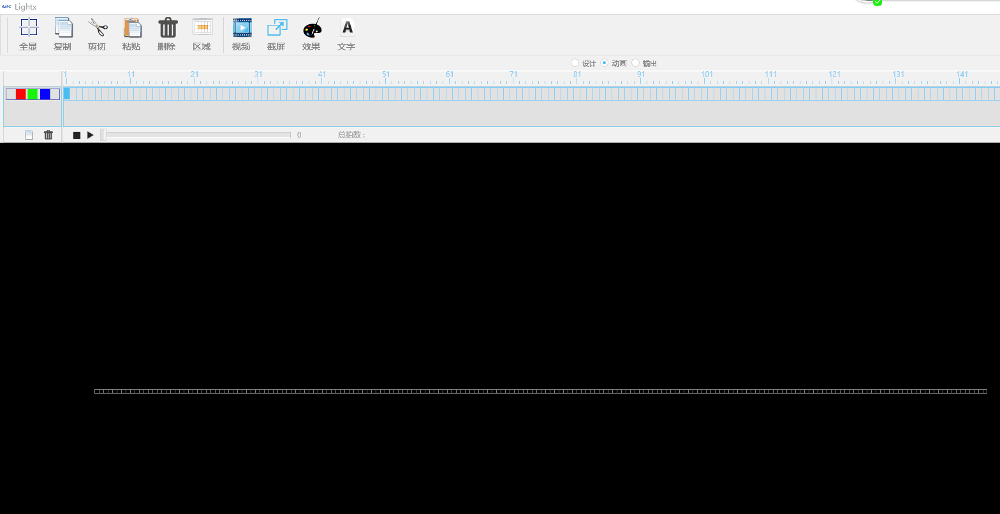 Lightx
全显 复制 剪切 粘贴 删除 区域 视频 截屏 效果 文字
设计 动画 输出
1 11 21 31 41 51 61 71 81 91 101 111 121 131 141
0 总拍数 :